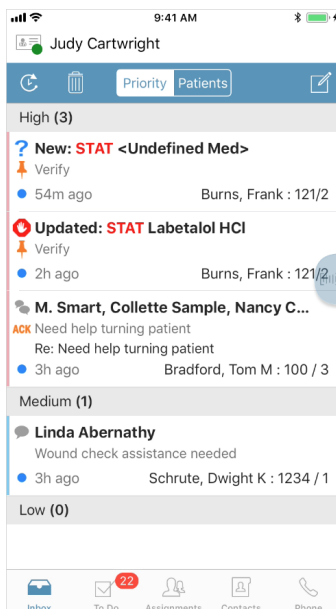 9:41 AM
Judy Cartwright
Priority Patients
High (3)
? New: STAT <Undefined Med>
Verify
54m ago Burns, Frank : 121/2
Updated: STAT Labetalol HCl
Verify
2h ago Burns, Frank : 121/2
M. Smart, Collette Sample, Nancy C...
ACK Need help turning patient
Re: Need help turning patient
3h ago Bradford, Tom M : 100 / 3
Medium (1)
Linda Abernathy
Wound check assistance needed
3h ago Schrute, Dwight K : 1234 / 1
Low (0)
22
Inbox To Do Assignments Contacts Phone